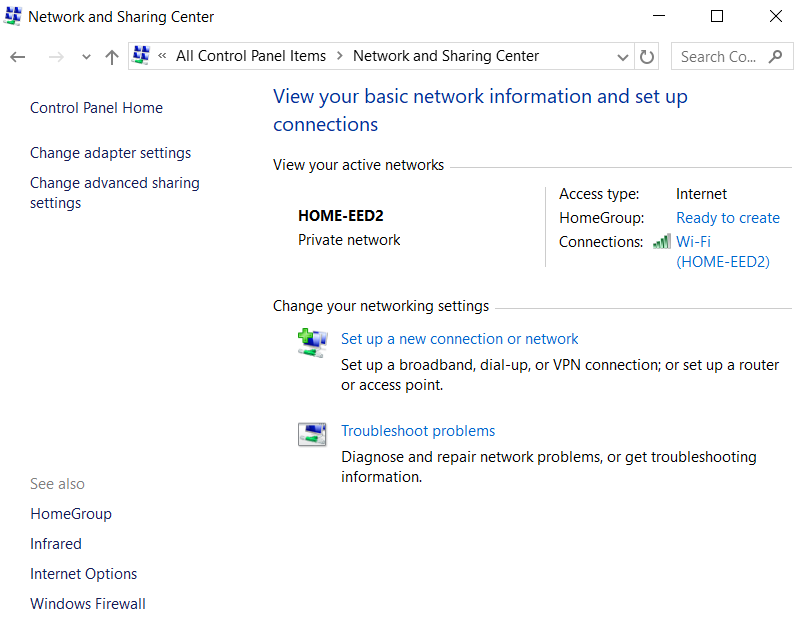 Network and Sharing Center
« All Control Panel Items > Network and Sharing Center
Search Co...
Control Panel Home
Change adapter settings
Change advanced sharing
settings
View your basic network information and set up
connections
View your active networks
HOME-EED2
Private network
Access type: Internet
HomeGroup: Ready to create
Connections: Wi-Fi
(HOME-EED2)
Change your networking settings
Set up a new connection or network
Set up a broadband, dial-up, or VPN connection; or set up a router
or access point.
Troubleshoot problems
Diagnose and repair network problems, or get troubleshooting
information.
See also
HomeGroup
Infrared
Internet Options
Windows Firewall